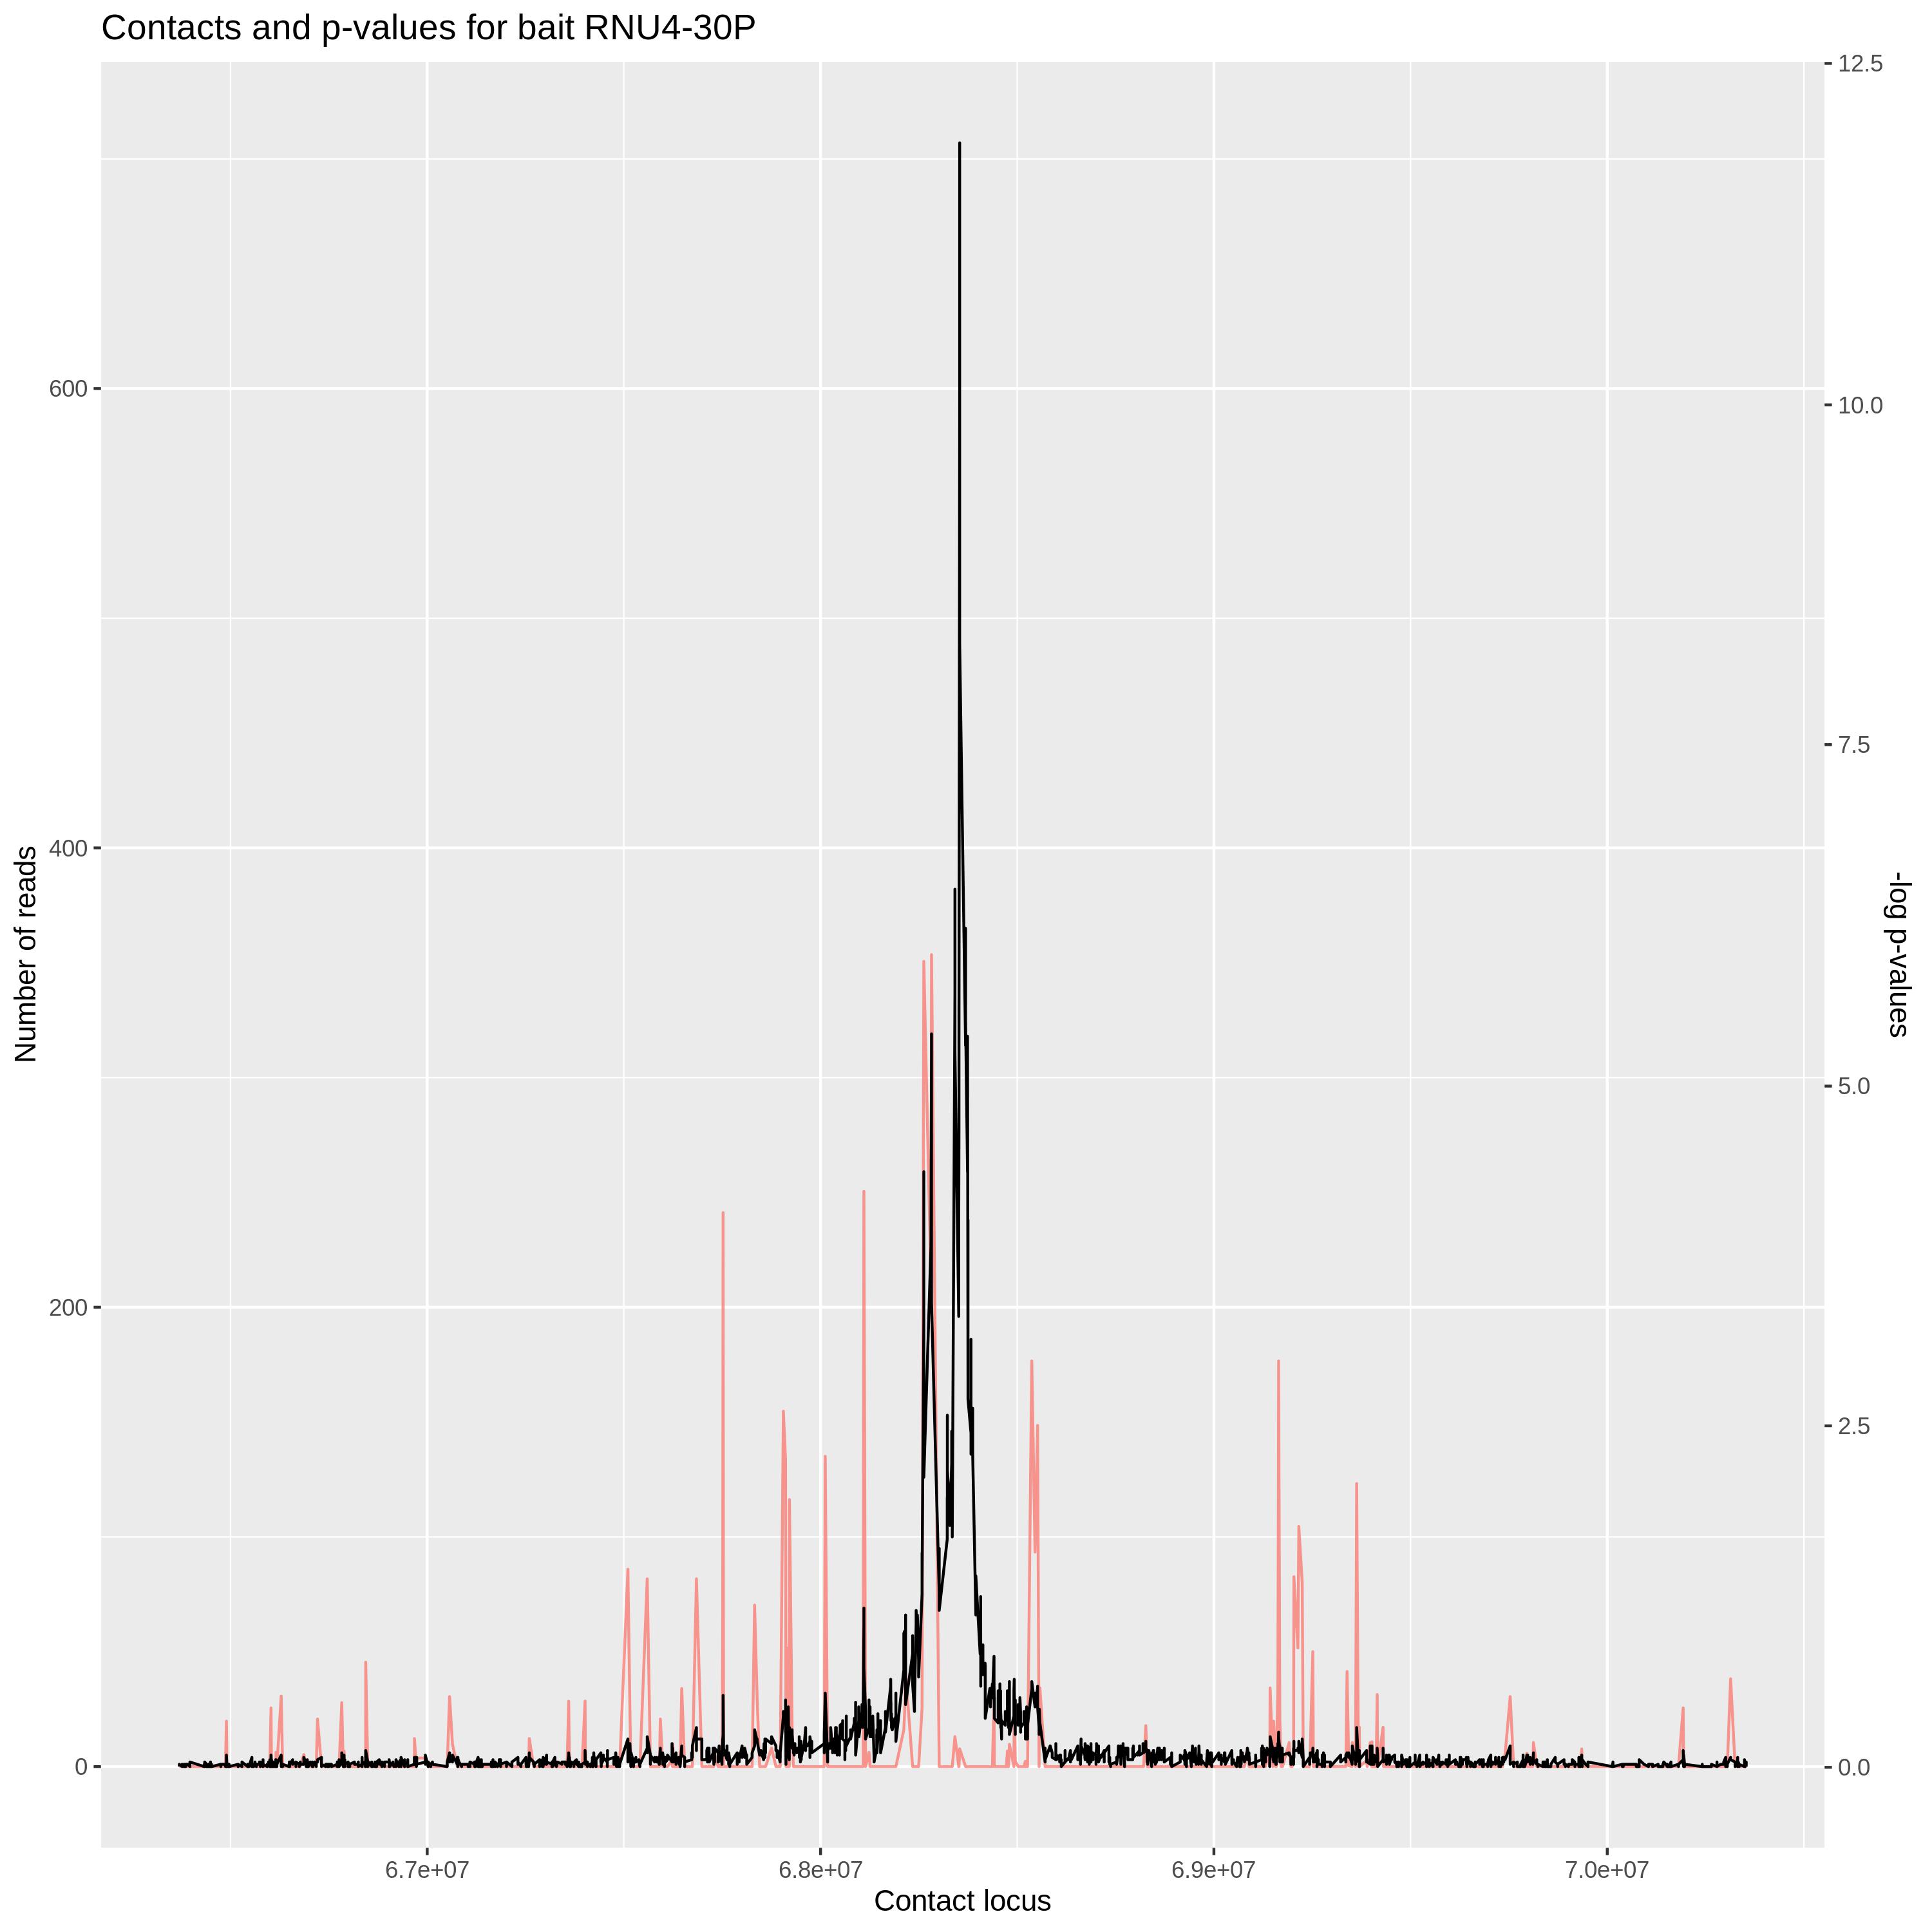 Contacts and p-values for bait RNU4-30P
12.5
600
10.0
7.5
400
Number of reads
-log p-values
5.0
200
2.5
0
0.0
6.7e+07
6.8e+07
6.9e+07
7.0e+07
Contact locus